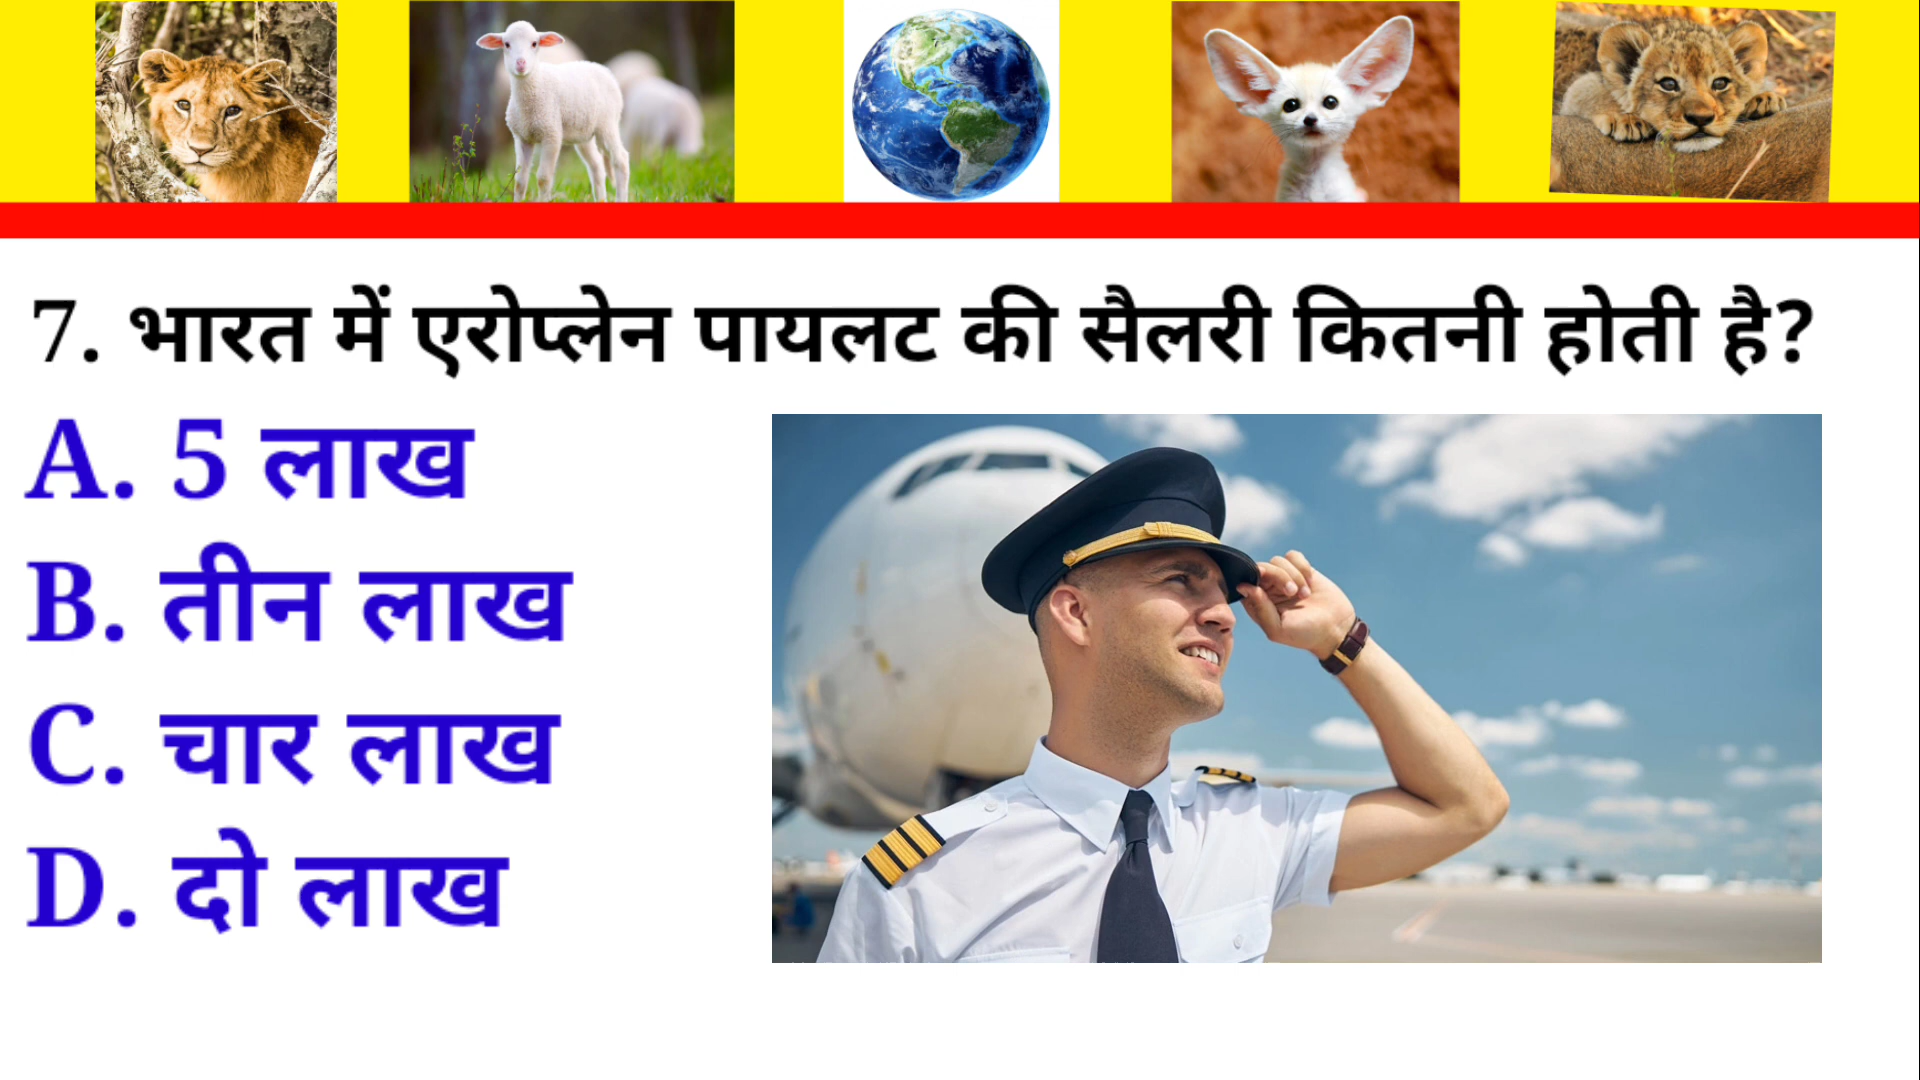 7. भारत में एरोप्लेन पायलट की सैलरी कितनी होती है?
A. 5 लाख
B. तीन लाख
C. चार लाख
D. दो लाख